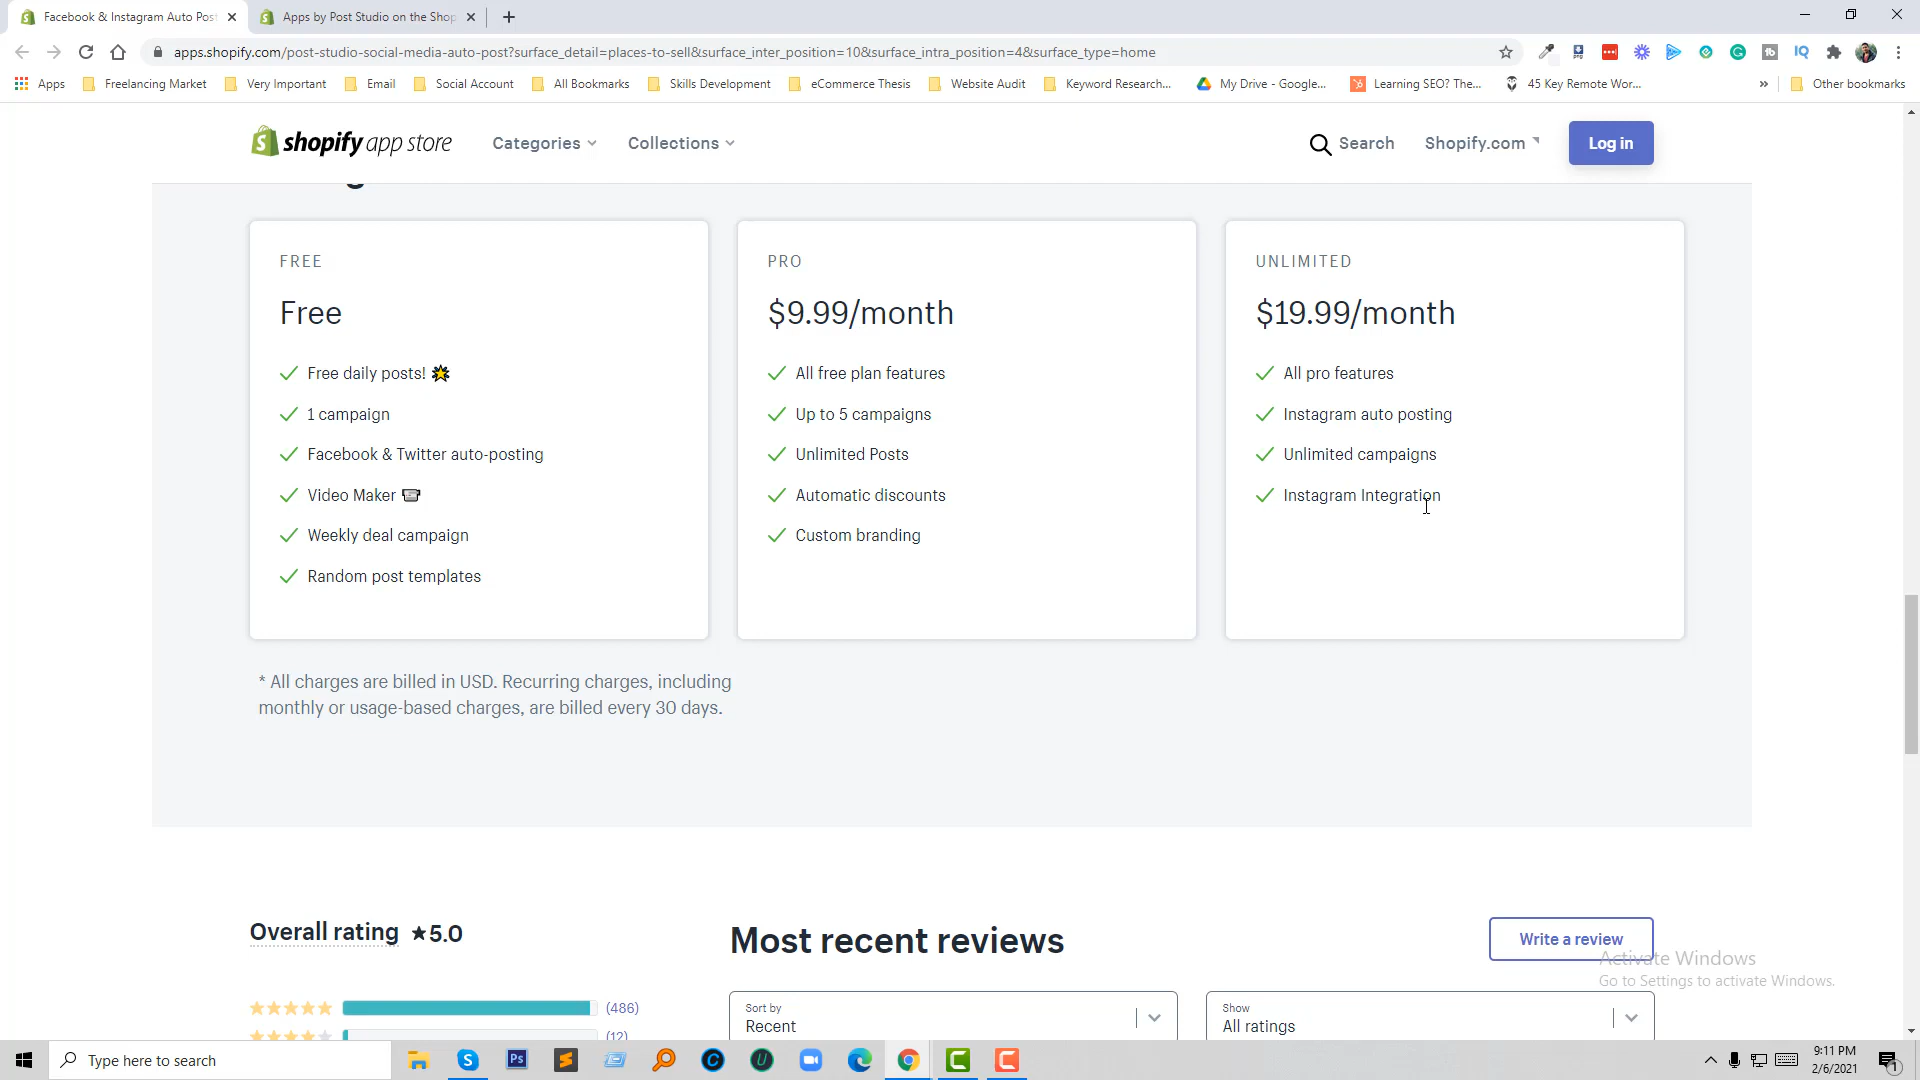 Facebook & Instagram Auto Post
Apps by Post Studio on the Shop
apps.shopify.com/post-studio-social-media-auto-post?surface_detail=places-to-sell&surface_inter_position=10&surface_intra_position=4&surface_type=home
Apps
Freelancing Market
Very Important
Email
Social Account
All Bookmarks
Skills Development
eCommerce Thesis
Website Audit
Keyword Research...
My Drive - Google...
Learning SEO? The...
45 Key Remote Wor...
»
Other bookmarks
shopify app store
Categories
Collections
Search
Shopify.com
Log in
FREE
Free
Free daily posts!
1 campaign
Facebook & Twitter auto-posting
Video Maker
Weekly deal campaign
Random post templates
PRO
$9.99/month
All free plan features
Up to 5 campaigns
Unlimited Posts
Automatic discounts
Custom branding
UNLIMITED
$19.99/month
All pro features
Instagram auto posting
Unlimited campaigns
Instagram Integration
* All charges are billed in USD. Recurring charges, including
monthly or usage-based charges, are billed every 30 days.
Overall rating ★5.0
(486)
(12)
Most recent reviews
Write a review
Sort by
Recent
Show
All ratings
Activate Windows
Go to Settings to activate Windows.
Type here to search
9:11 PM
2/6/2021